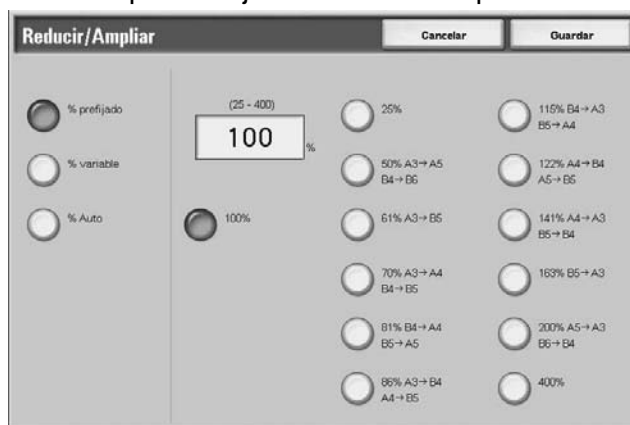 Reducir/Ampliar
Cancelar
Guardar
% prefijado
% variable
% Auto
(25 - 400)
100
%
100%
25%
50% A3→A5
B4→B6
61% A3→B5
70% A3→A4
B4→B5
81% B4→A4
B5→A5
86% A3→B4
A4→B5
115% B4→A3
B5→A4
122% A4→B4
A5→B5
141% A4→A3
B5→B4
163% B5→A3
200% A5→A3
B6→B4
400%